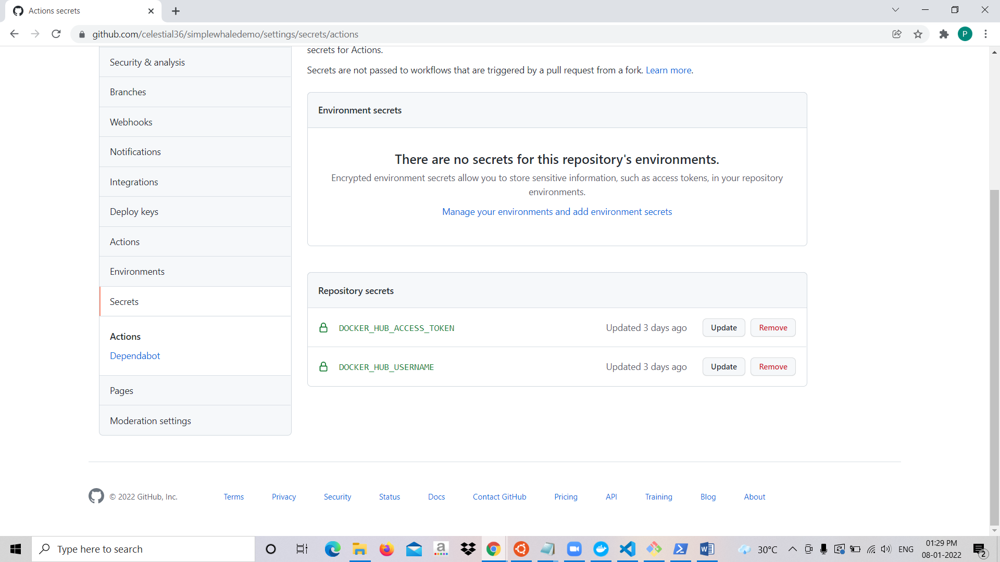 Actions secrets
github.com/celestial36/simplewhaledemo/settings/secrets/actions
P
secrets for Actions.
Secrets are not passed to workflows that are triggered by a pull request from a fork. Learn more.
Security & analysis
Branches
Webhooks
Notifications
Integrations
Deploy keys
Actions
Environments
Secrets
Actions
Dependabot
Pages
Moderation settings
Environment secrets
There are no secrets for this repository's environments.
Encrypted environment secrets allow you to store sensitive information, such as access tokens, in your repository
environments.
Manage your environments and add environment secrets
Repository secrets
DOCKER_HUB_ACCESS_TOKEN Updated 3 days ago Update Remove
DOCKER_HUB_USERNAME Updated 3 days ago Update Remove
© 2022 GitHub, Inc. Terms Privacy Security Status Docs Contact GitHub Pricing API Training Blog About
Type here to search
a
W
30°C
ENG
01:29 PM
08-01-2022
2